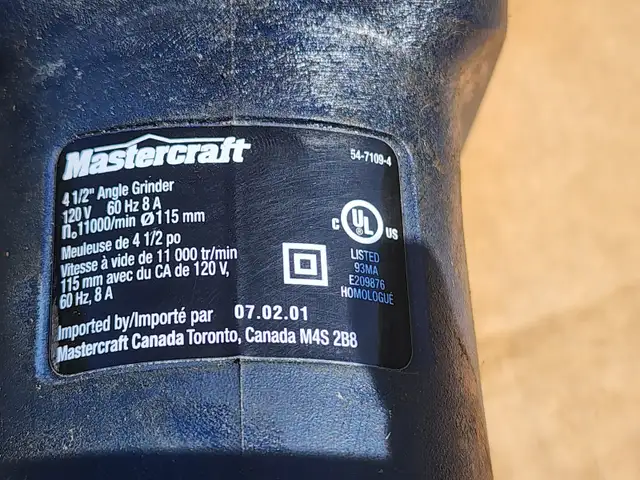 Mastercraft
54-7109-4
4 1/2" Angle Grinder
120 V 60 Hz 8 A
n₀ 11000/min Ø115 mm
Meuleuse de 4 1/2 po
Vitesse à vide de 11 000 tr/min
115 mm avec du CA de 120 V,
60 Hz, 8 A
C UL US
®
LISTED
93MA
E209876
HOMOLOGUÉ
Imported by/Importé par 07.02.01
Mastercraft Canada Toronto, Canada M4S 2B8